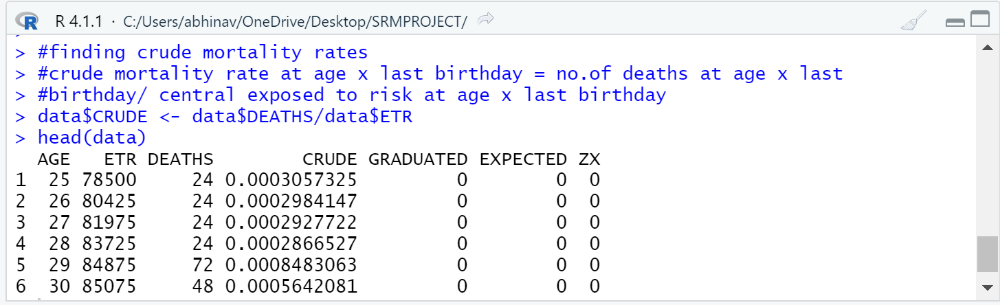 R 4.1.1 · C:/Users/abhinav/OneDrive/Desktop/SRMPROJECT/
> #finding crude mortality rates
> #crude mortality rate at age x last birthday = no.of deaths at age x last
> #birthday/ central exposed to risk at age x last birthday
> data$CRUDE <- data$DEATHS/data$ETR
> head(data)
  AGE   ETR DEATHS        CRUDE GRADUATED EXPECTED ZX
1  25 78500     24 0.0003057325         0        0  0
2  26 80425     24 0.0002984147         0        0  0
3  27 81975     24 0.0002927722         0        0  0
4  28 83725     24 0.0002866527         0        0  0
5  29 84875     72 0.0008483063         0        0  0
6  30 85075     48 0.0005642081         0        0  0